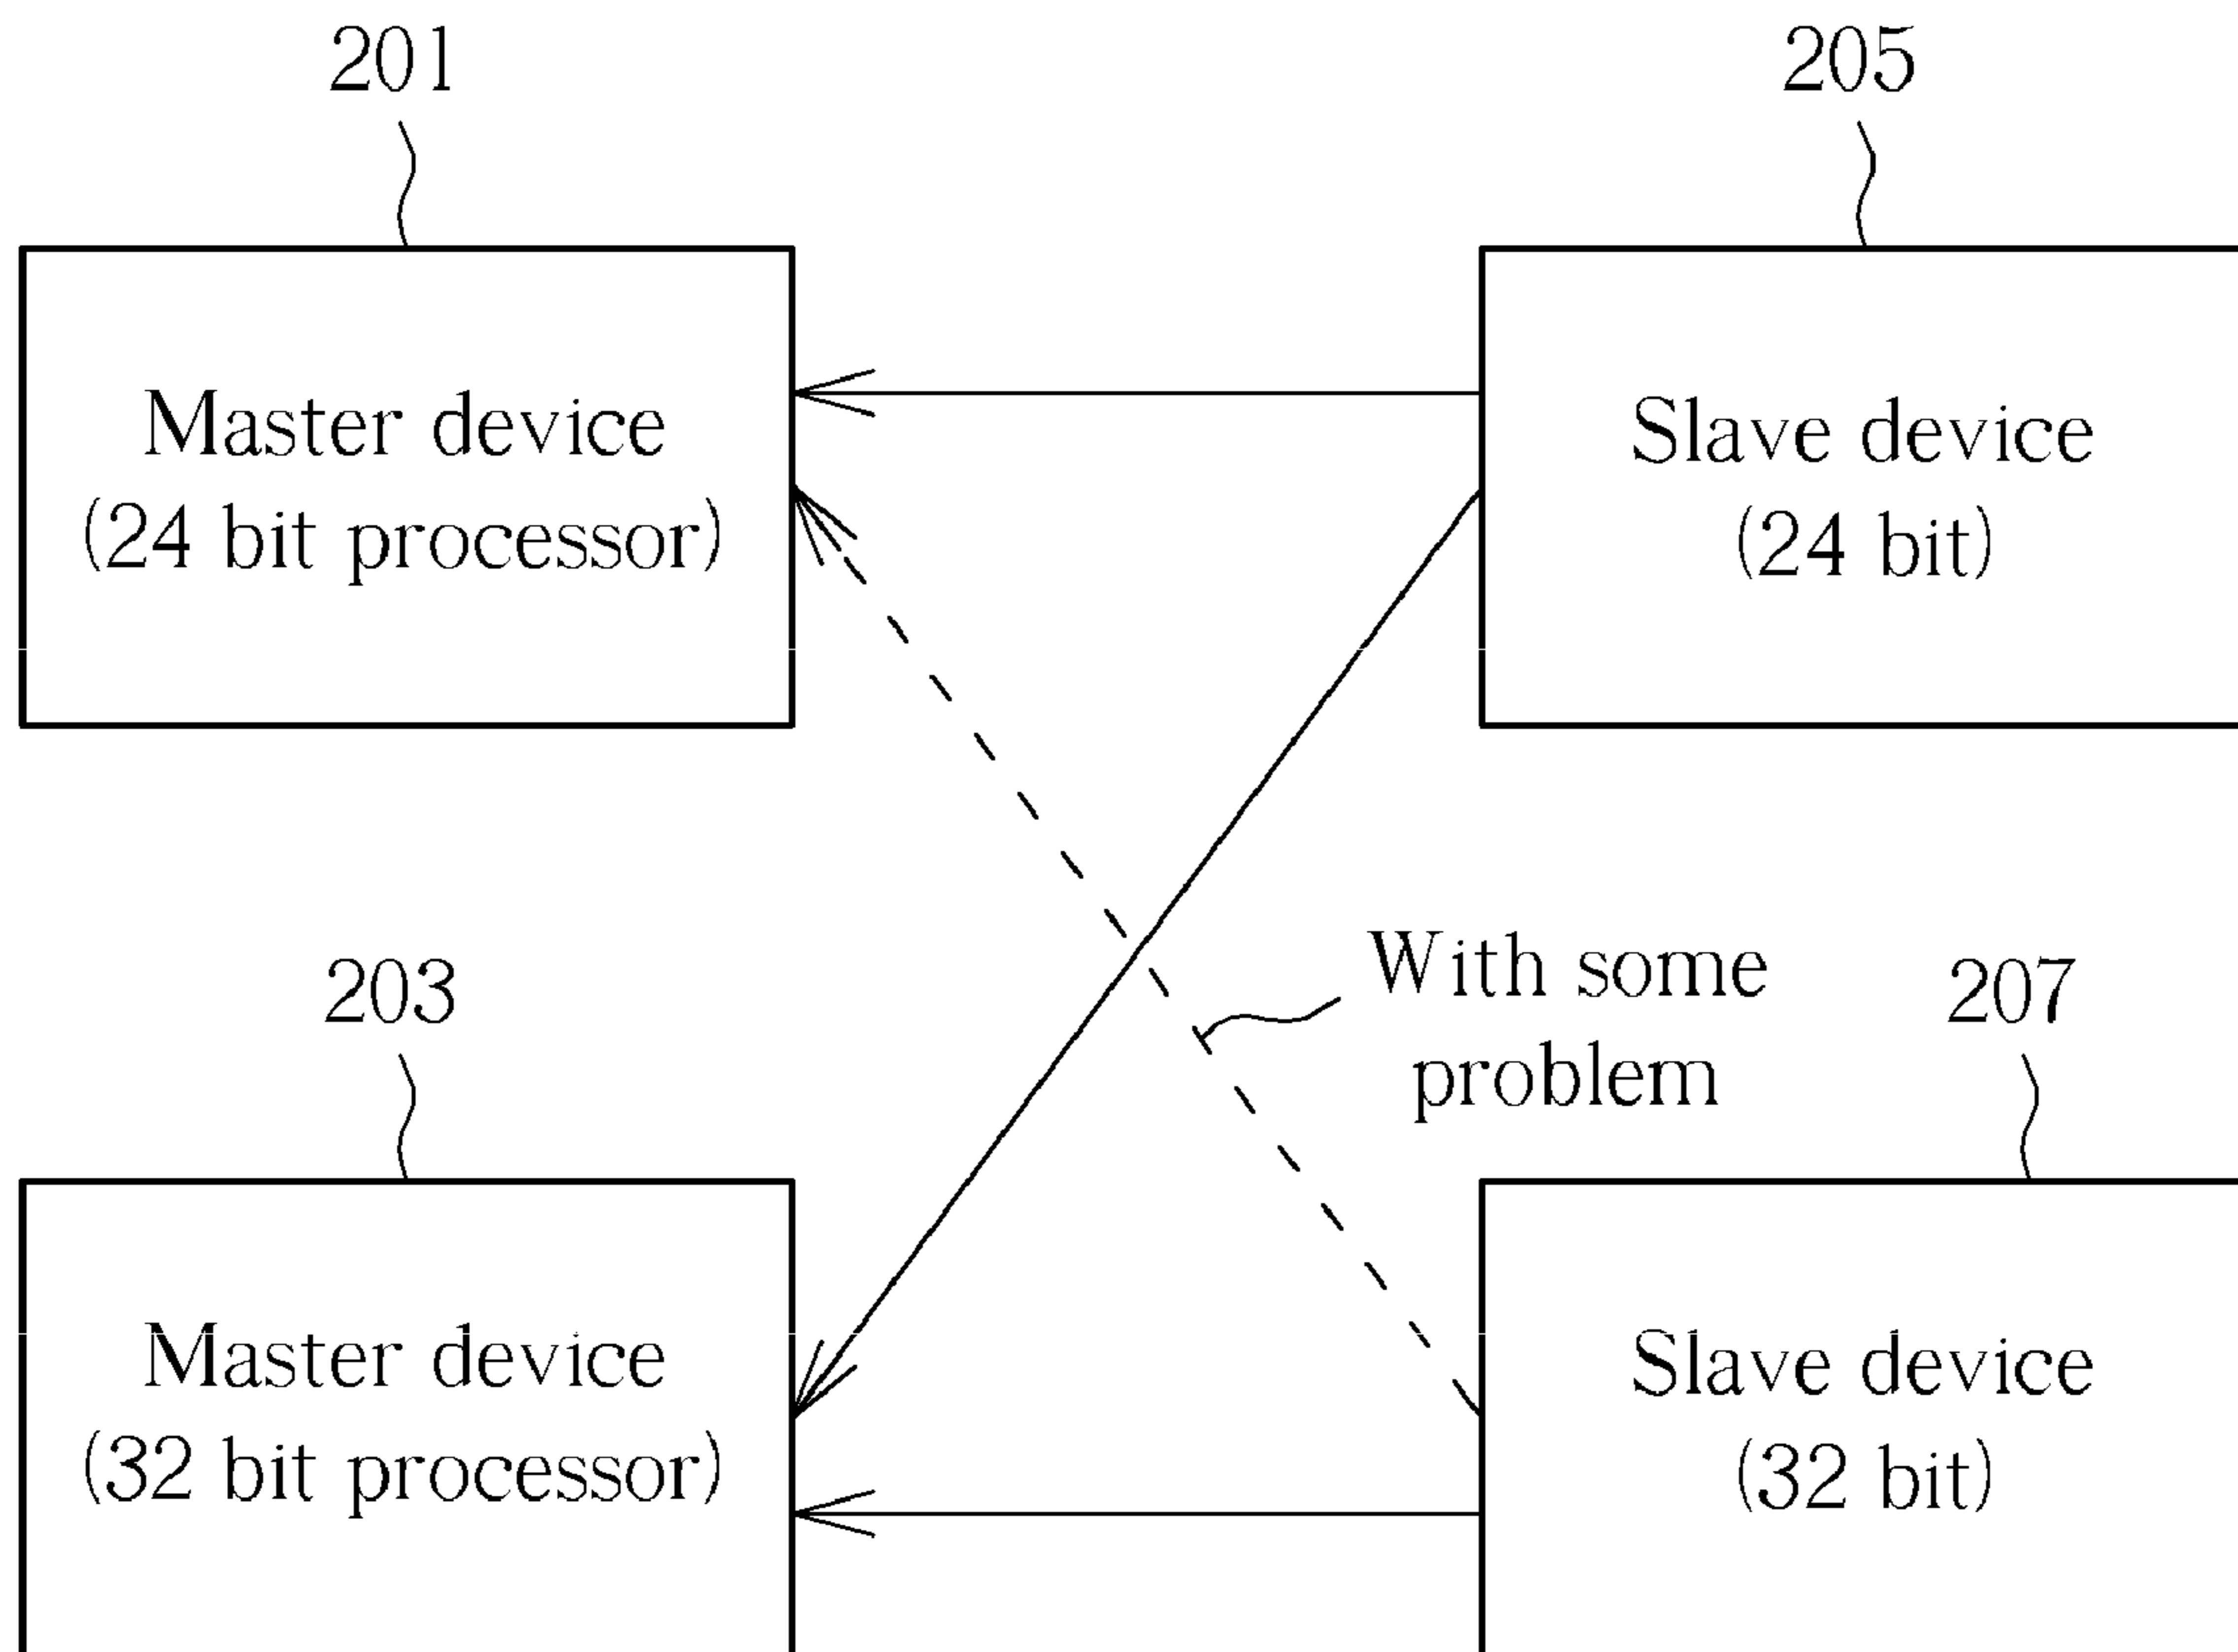 201
205
Master device
(24 bit processor)
Slave device
(24 bit)
With some
problem
203
207
Master device
(32 bit processor)
Slave device
(32 bit)